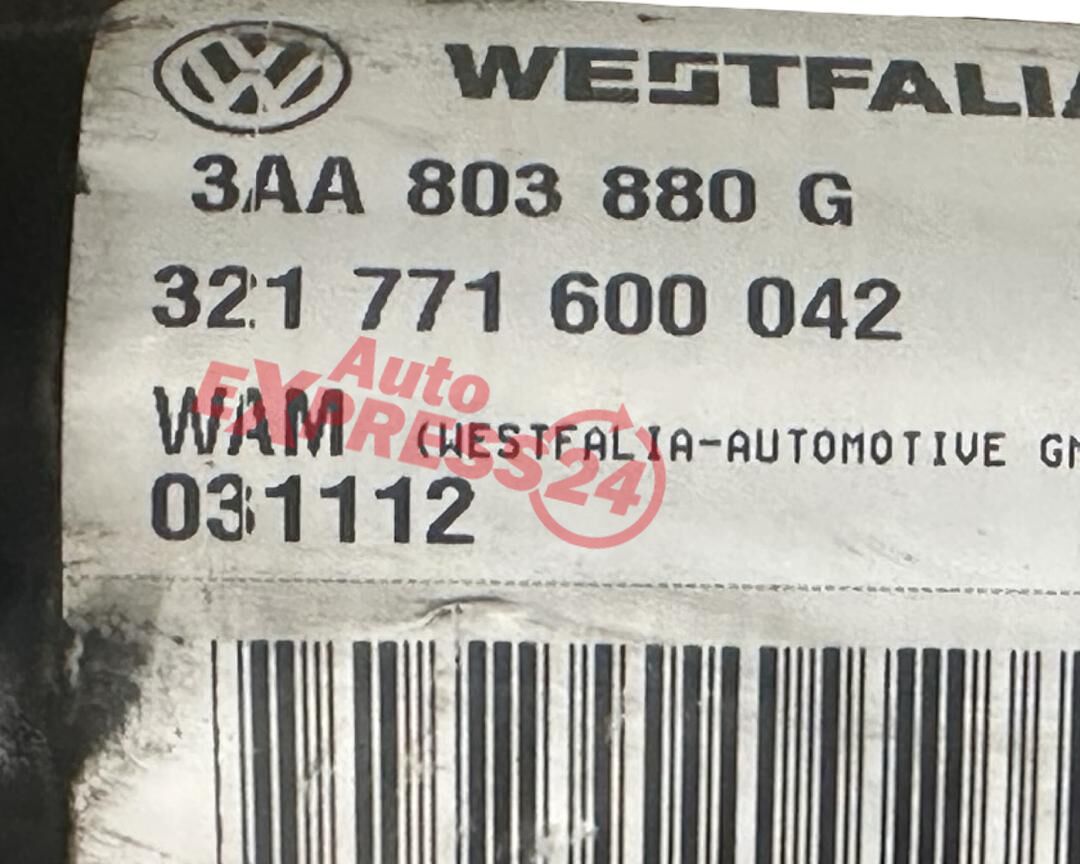 WESTFALIA
3AA 803 880 G
321 771 600 042
Auto
EXPRESS24
WAM (WESTFALIA-AUTOMOTIVE
031112